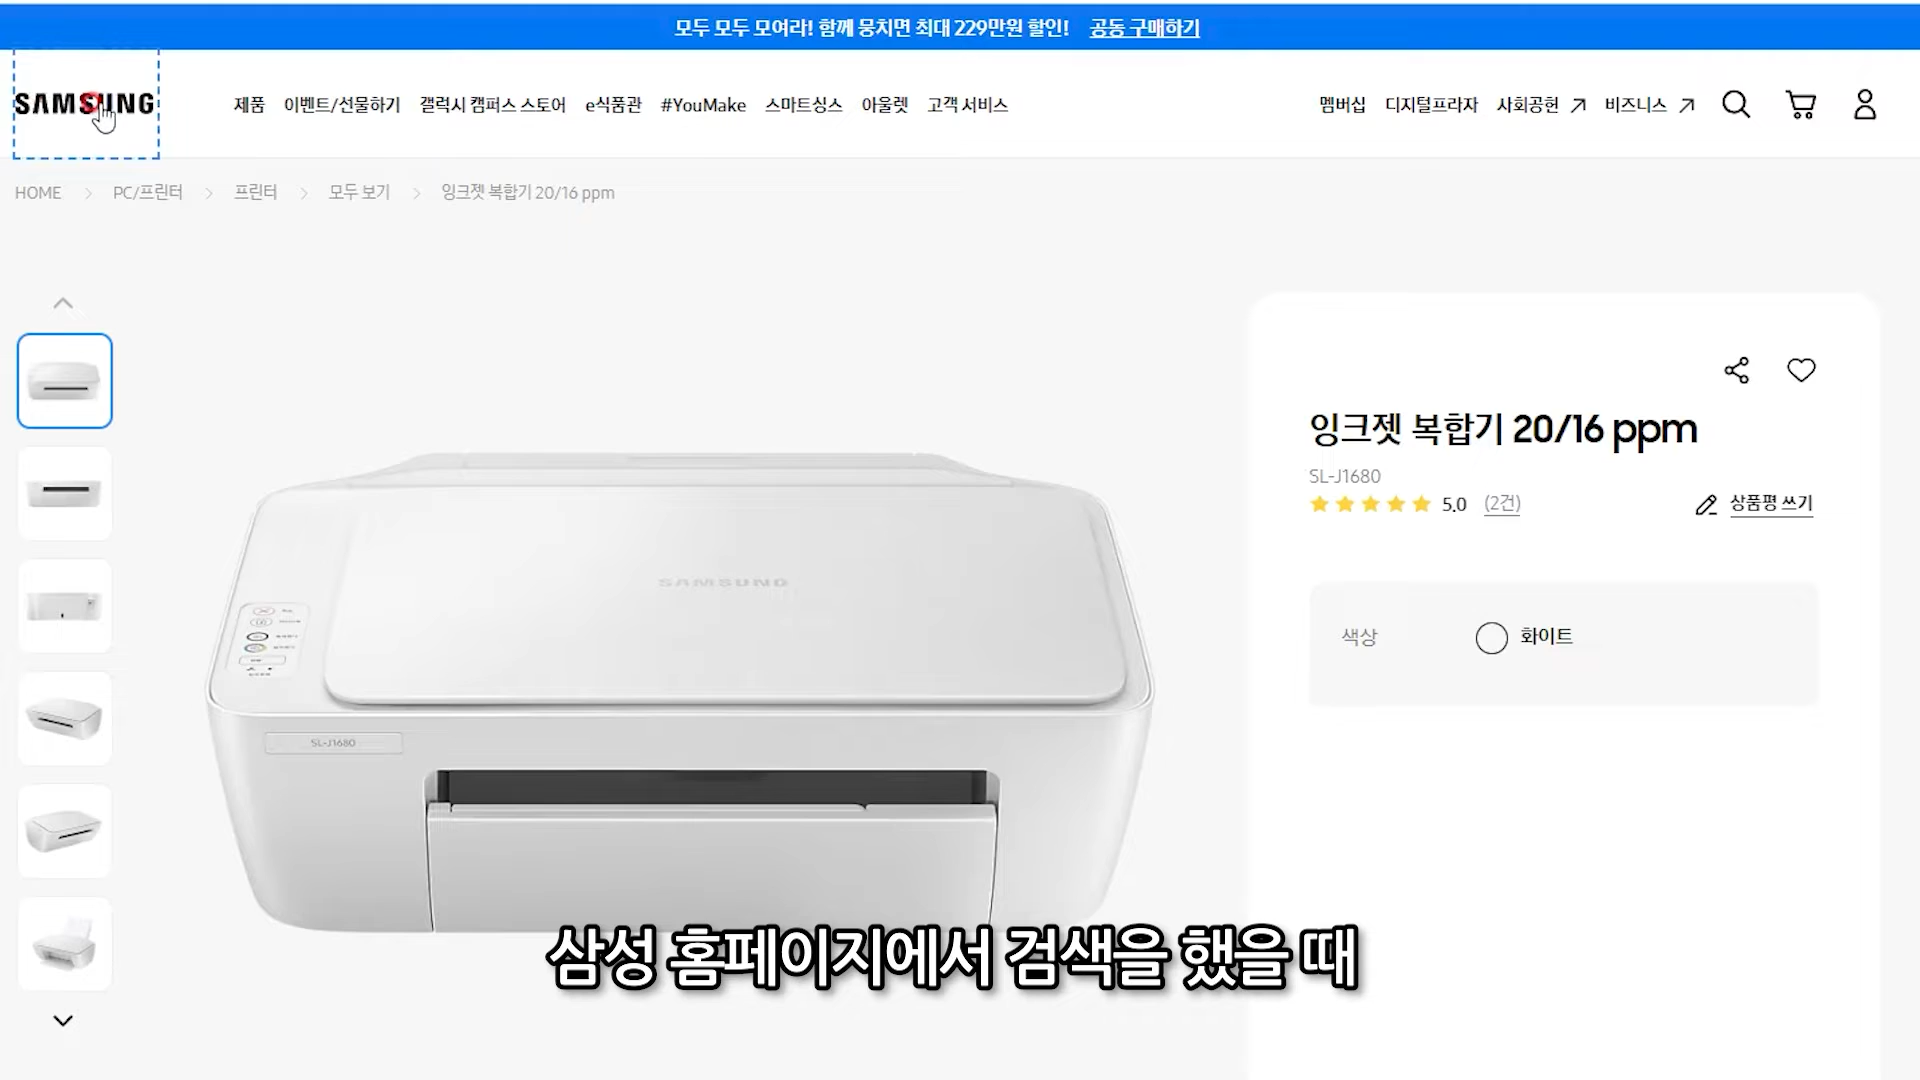 모두 모두 모여라! 함께 뭉치면 최대 229만원 할인! 공동 구매하기
SAMSUNG 제품 이벤트/선물하기 갤럭시 캠퍼스 스토어 e식품관 #YouMake 스마트싱스 아울렛 고객 서비스 멤버십 디지털프라자 사회공헌 비즈니스
HOME PC/프린터 프린터 모두 보기 잉크젯 복합기 20/16 ppm
잉크젯 복합기 20/16 ppm
SL-J1680
5.0 (2건) 상품평 쓰기
SAMSUNG
색상 화이트
SL-J1680
삼성 홈페이지에서 검색을 했을 때